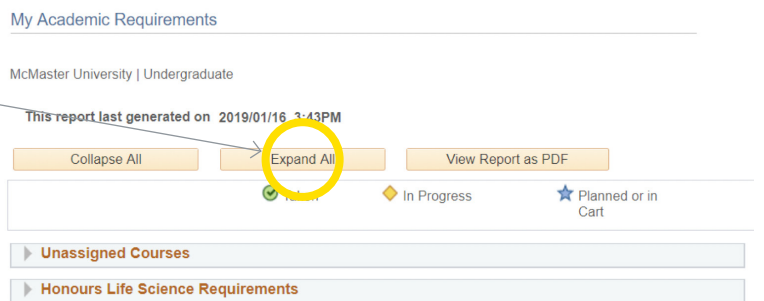 My Academic Requirements
McMaster University | Undergraduate
This report last generated on 2019/01/16 3:43PM
Collapse All Expand All View Report as PDF
Taken In Progress Planned or in
Cart
Unassigned Courses
Honours Life Science Requirements